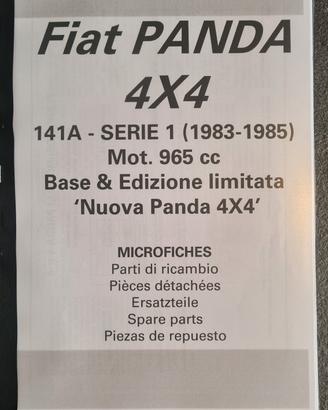 Fiat PANDA
4X4
141A - SERIE 1 (1983-1985)
Mot. 965 cc
Base & Edizione limitata
‘Nuova Panda 4X4’
MICROFICHES
Parti di ricambio
Pièces détachées
Ersatzteile
Spare parts
Piezas de repuesto